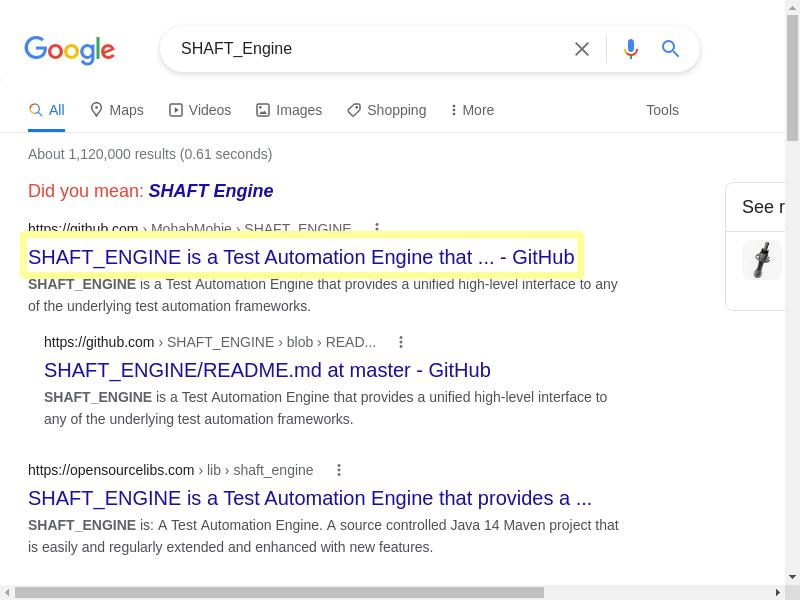 Google
SHAFT_Engine
All
Maps
Videos
Images
Shopping
More
Tools
About 1,120,000 results (0.61 seconds)
Did you mean: SHAFT Engine
https://github.com › MohabMohie › SHAFT_ENGINE
SHAFT_ENGINE is a Test Automation Engine that ... - GitHub
SHAFT_ENGINE is a Test Automation Engine that provides a unified high-level interface to any
of the underlying test automation frameworks.
https://github.com › SHAFT_ENGINE › blob › READ...
SHAFT_ENGINE/README.md at master - GitHub
SHAFT_ENGINE is a Test Automation Engine that provides a unified high-level interface to
any of the underlying test automation frameworks.
https://opensourcelibs.com › lib › shaft_engine
SHAFT_ENGINE is a Test Automation Engine that provides a ...
SHAFT_ENGINE is: A Test Automation Engine. A source controlled Java 14 Maven project that
is easily and regularly extended and enhanced with new features.
See r